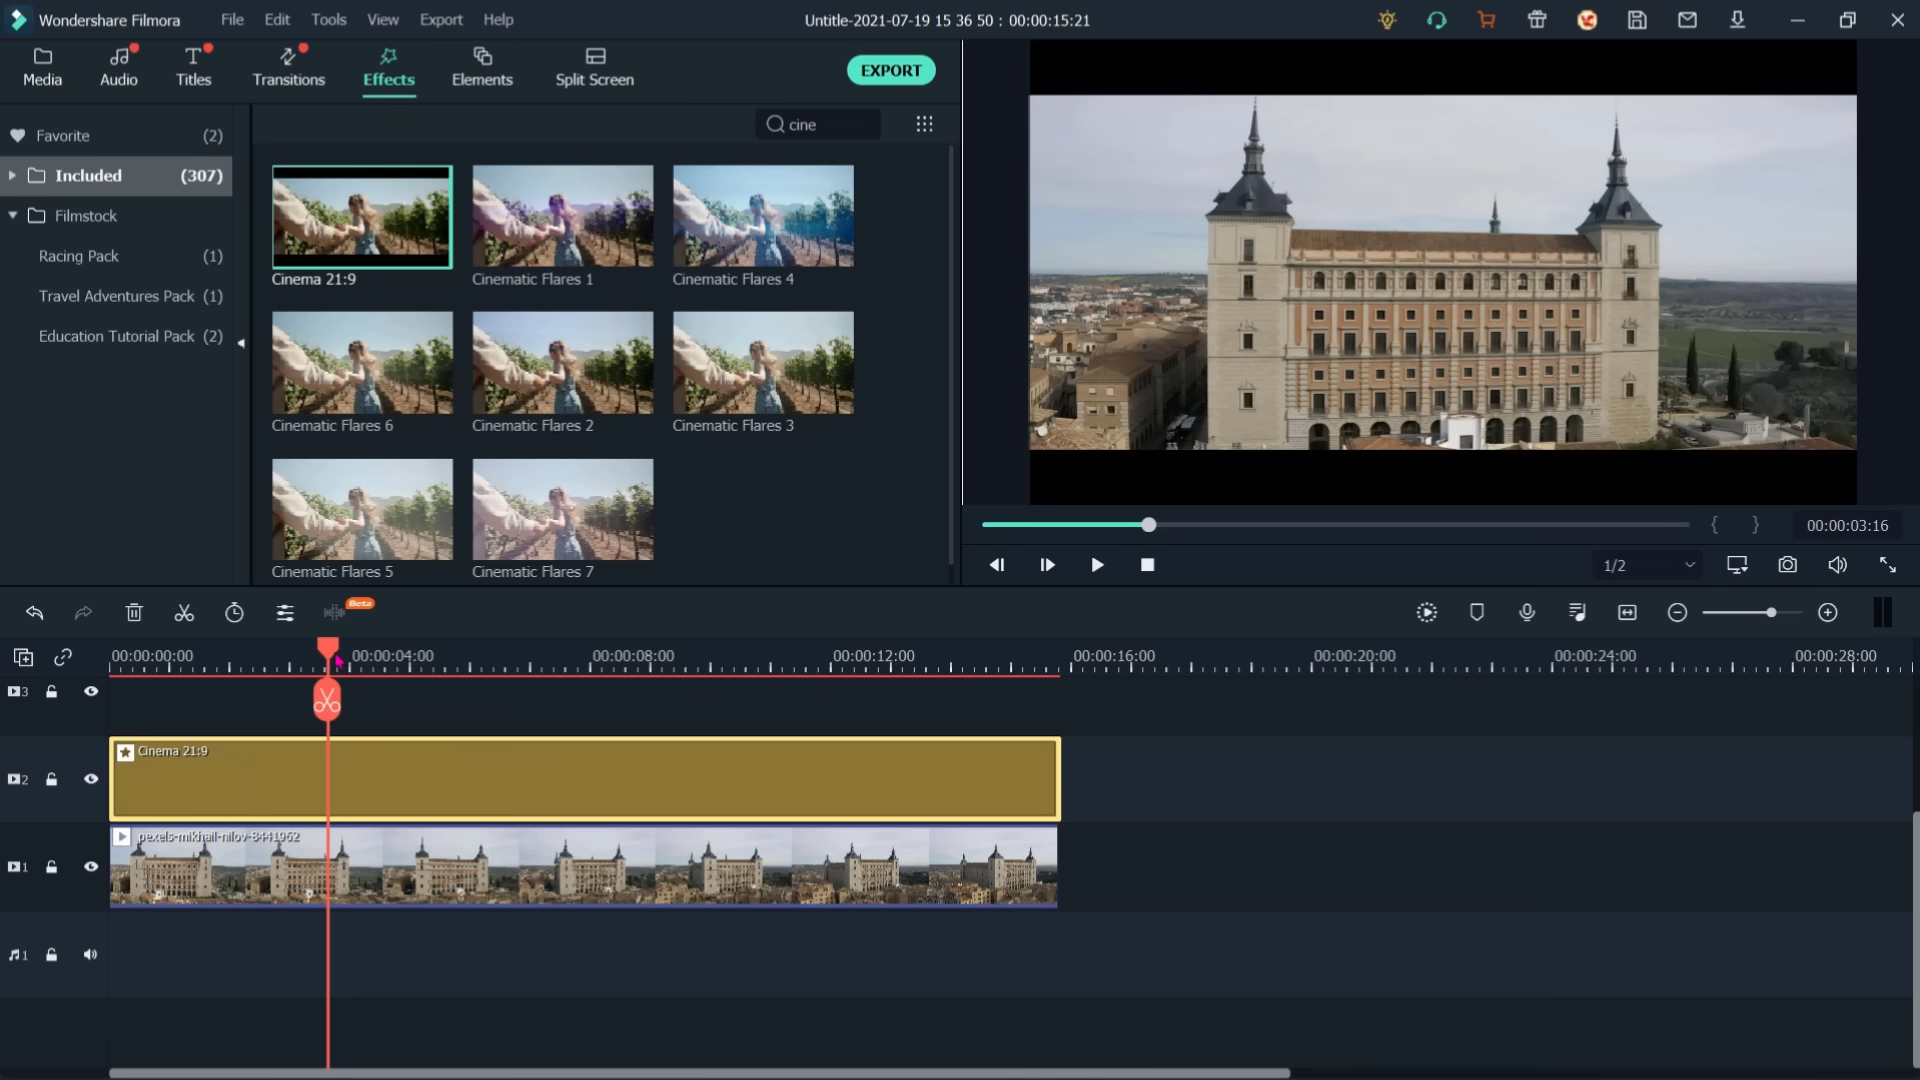 Wondershare Filmora
File Edit Tools View Export Help
Untitle-2021-07-19 15 36 50 : 00:00:15:21
Media Audio Titles Transitions Effects Elements Split Screen
EXPORT
Favorite (2)
Included (307)
Filmstock
Racing Pack (1)
Travel Adventures Pack (1)
Education Tutorial Pack (2)
cine
Cinema 21:9
Cinematic Flares 1
Cinematic Flares 4
Cinematic Flares 6
Cinematic Flares 2
Cinematic Flares 3
Cinematic Flares 5
Cinematic Flares 7
{ } 00:00:03:16
1/2
Beta
00:00:00:00 00:00:04:00 00:00:08:00 00:00:12:00 00:00:16:00 00:00:20:00 00:00:24:00 00:00:28:00
3
2
Cinema 21:9
1
pexels-mikhail-nilov-8441962
1